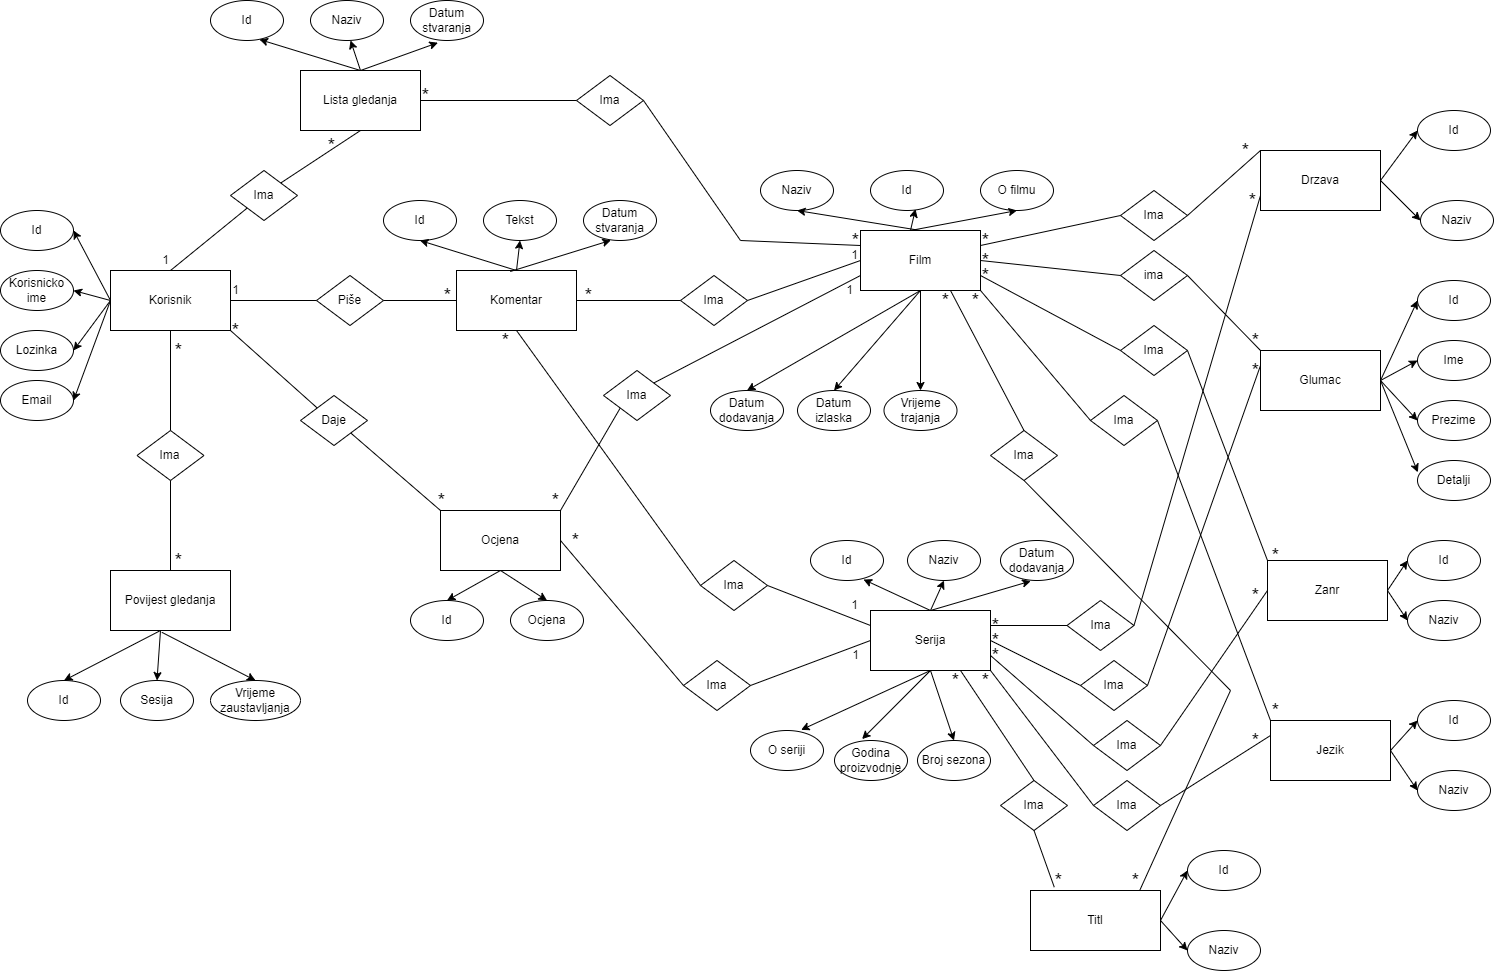 Id
Naziv
Datum
stvaranja
Lista gledanja
*
Ima
*
Ima
Id
Korisnicko
ime
Lozinka
Email
1
Korisnik
1
*
*
Piše
*
Id
Tekst
Datum
stvaranja
Komentar
*
*
Ima
Naziv
Id
O filmu
*
1
1
Film
*
*
*
*
*
Datum
dodavanja
Datum
izlaska
Vrijeme
trajanja
Ima
ima
Ima
Ima
Ima
*
*
Drzava
Id
Naziv
*
*
Glumac
Id
Ime
Prezime
Detalji
Ima
Daje
Ima
*
Povijest gledanja
Id
Sesija
Vrijeme
zaustavljanja
*
*
*
Ocjena
Id
Ocjena
Ima
Ima
Id
Naziv
Datum
dodavanja
1
1
Serija
*
*
*
*
*
O seriji
Godina
proizvodnje
Broj sezona
Ima
Ima
Ima
Ima
Ima
*
*
Zanr
Id
Naziv
*
*
Jezik
Id
Naziv
*
*
Titl
Id
Naziv